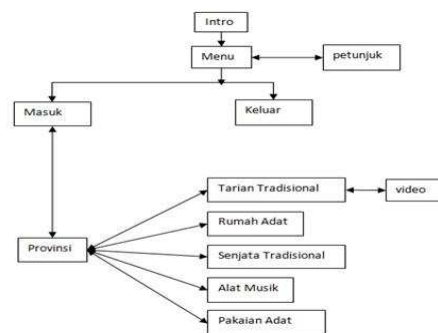 Intro
Menu
petunjuk
Masuk
Keluar
Tarian Tradisional
video
Rumah Adat
Provinsi
Senjata Tradisional
Alat Musik
Pakaian Adat